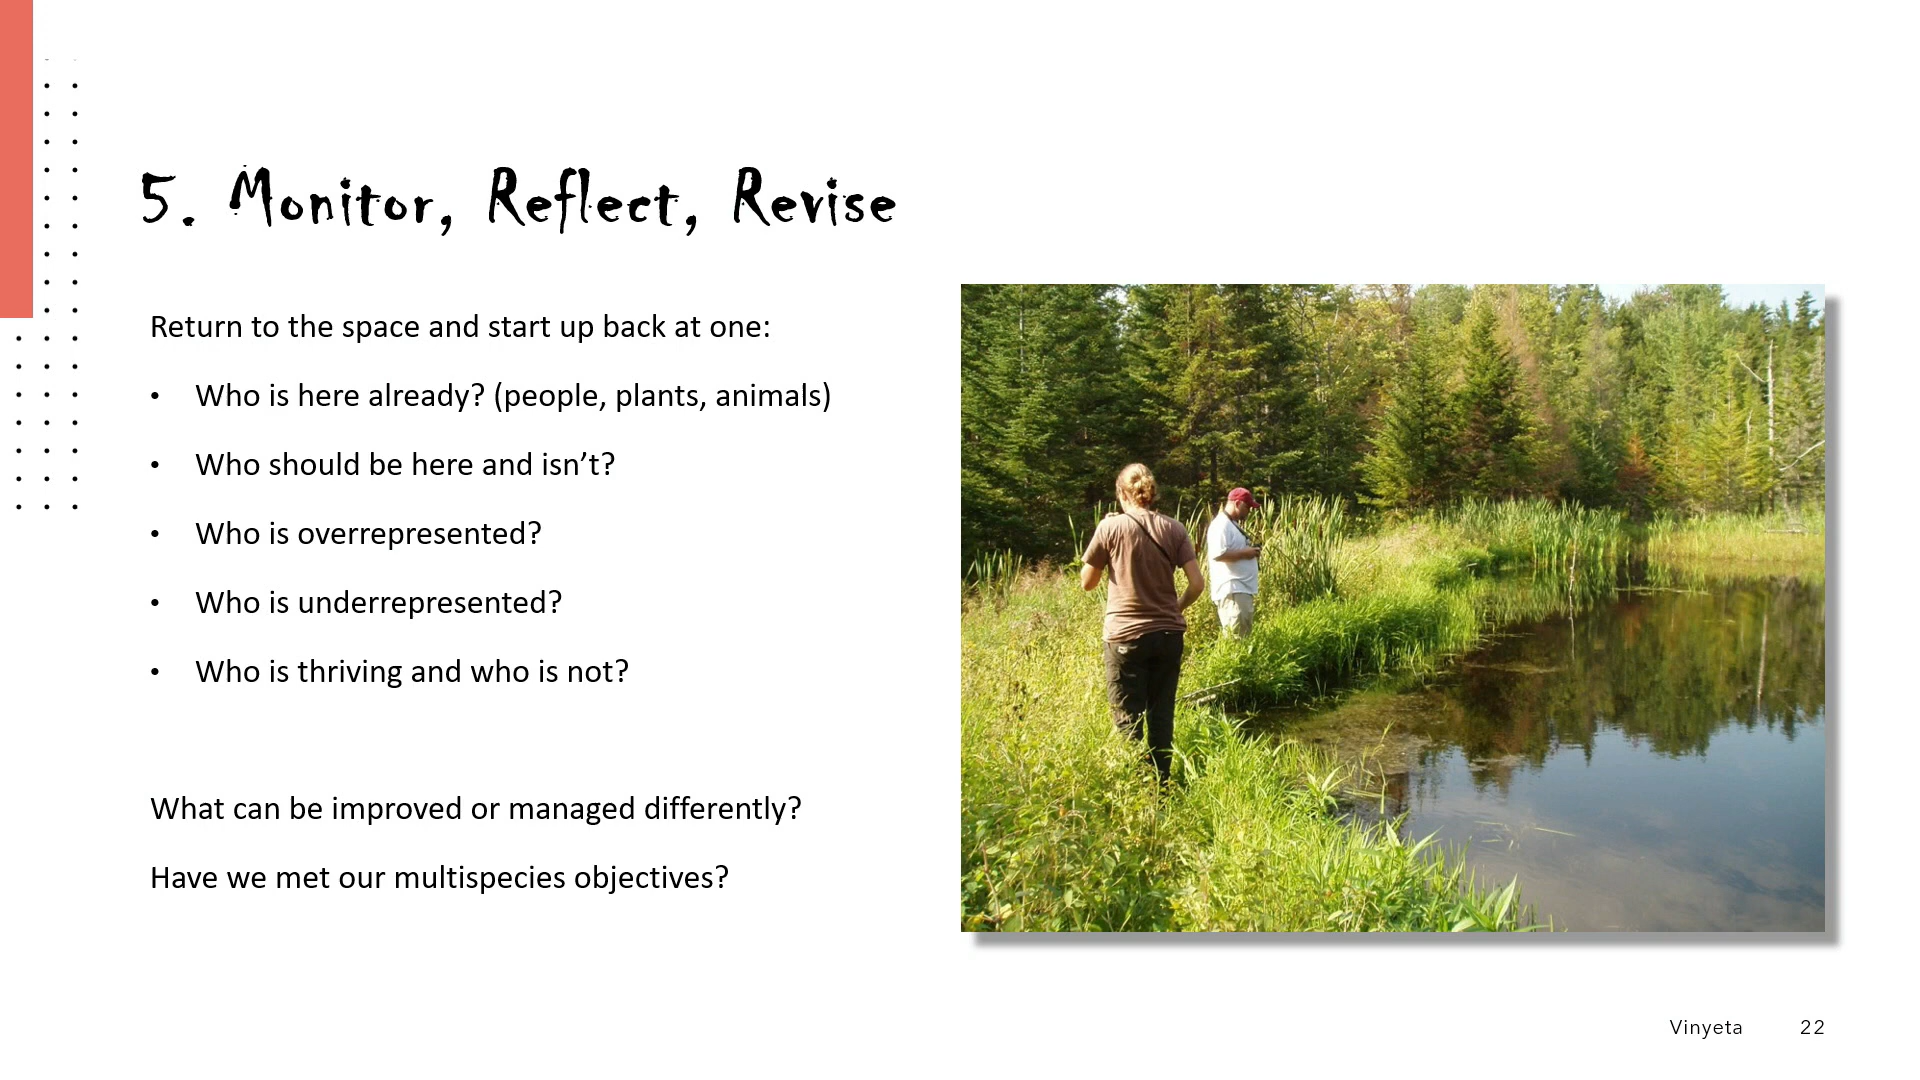 5. Monitor, Reflect, Revise
Return to the space and start up back at one:
• Who is here already? (people, plants, animals)
• Who should be here and isn’t?
• Who is overrepresented?
• Who is underrepresented?
• Who is thriving and who is not?
What can be improved or managed differently?
Have we met our multispecies objectives?
Vinyeta 22